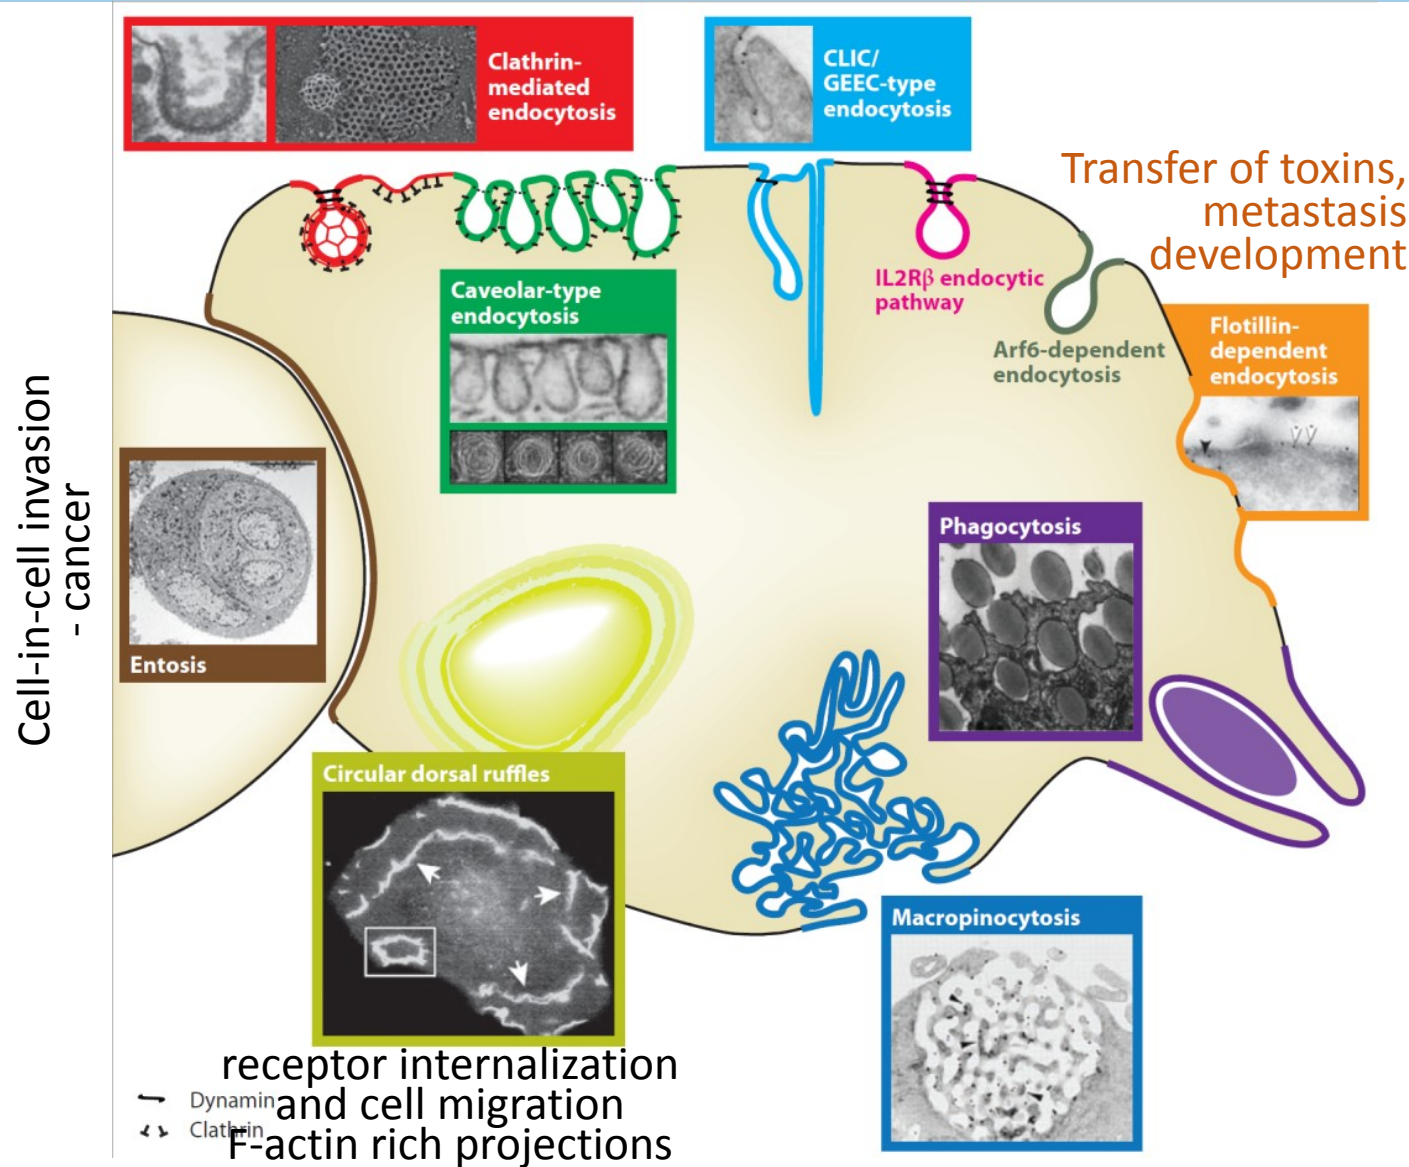 Clathrin-
mediated
endocytosis
CLIC/
GEEC-type
endocytosis
Transfer of toxins,
metastasis
development
IL2Rβ endocytic
pathway
Caveolar-type
endocytosis
Arf6-dependent
endocytosis
Flotillin-
dependent
endocytosis
Cell-in-cell invasion
- cancer
Entosis
Phagocytosis
Circular dorsal ruffles
Macropinocytosis
receptor internalization
and cell migration
F-actin rich projections
Dynamin
Clathrin